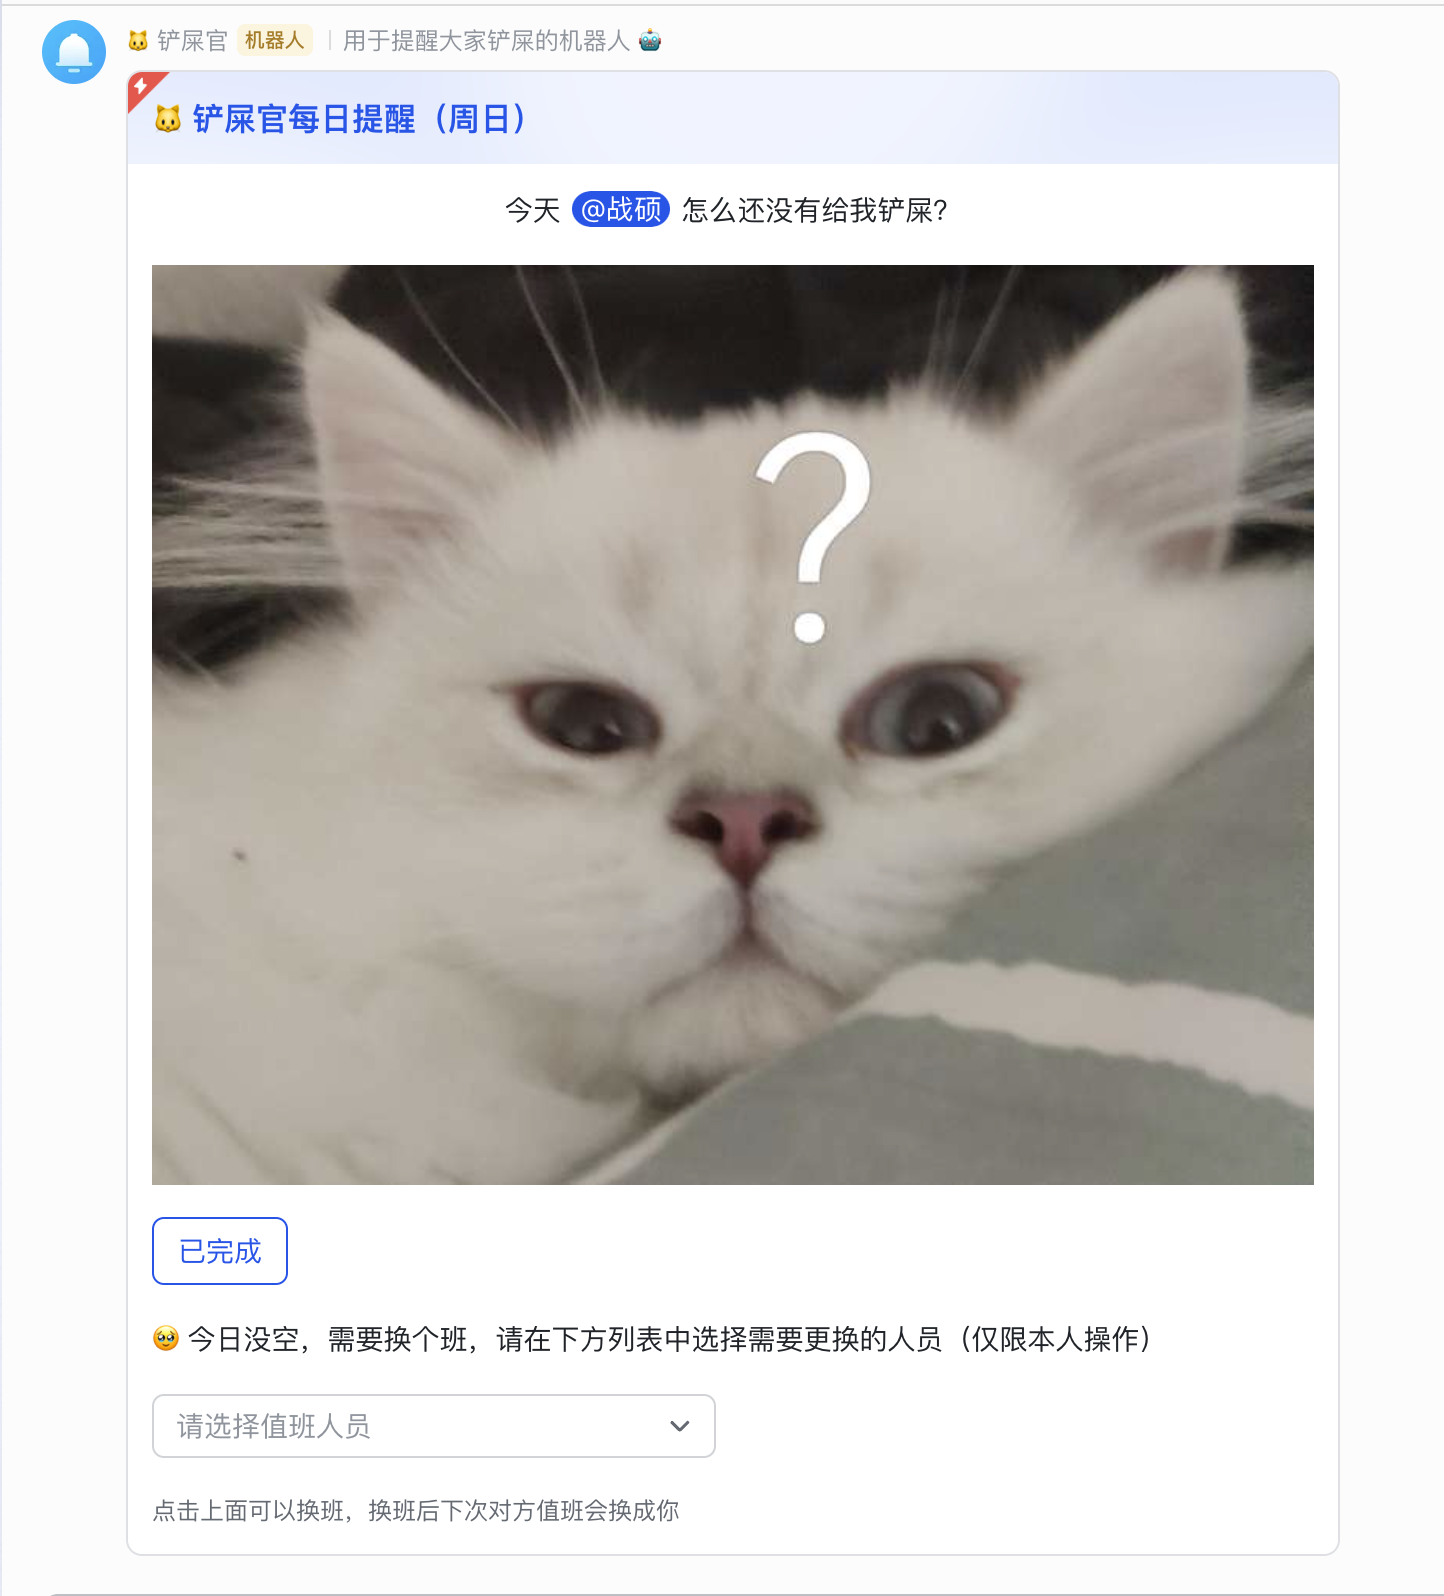 🐱 铲屎官 机器人 | 用于提醒大家铲屎的机器人 🤖
🐱 铲屎官每日提醒（周日）
今天 @战硕 怎么还没有给我铲屎?
?
已完成
🥹 今日没空，需要换个班，请在下方列表中选择需要更换的人员（仅限本人操作）
请选择值班人员
点击上面可以换班，换班后下次对方值班会换成你